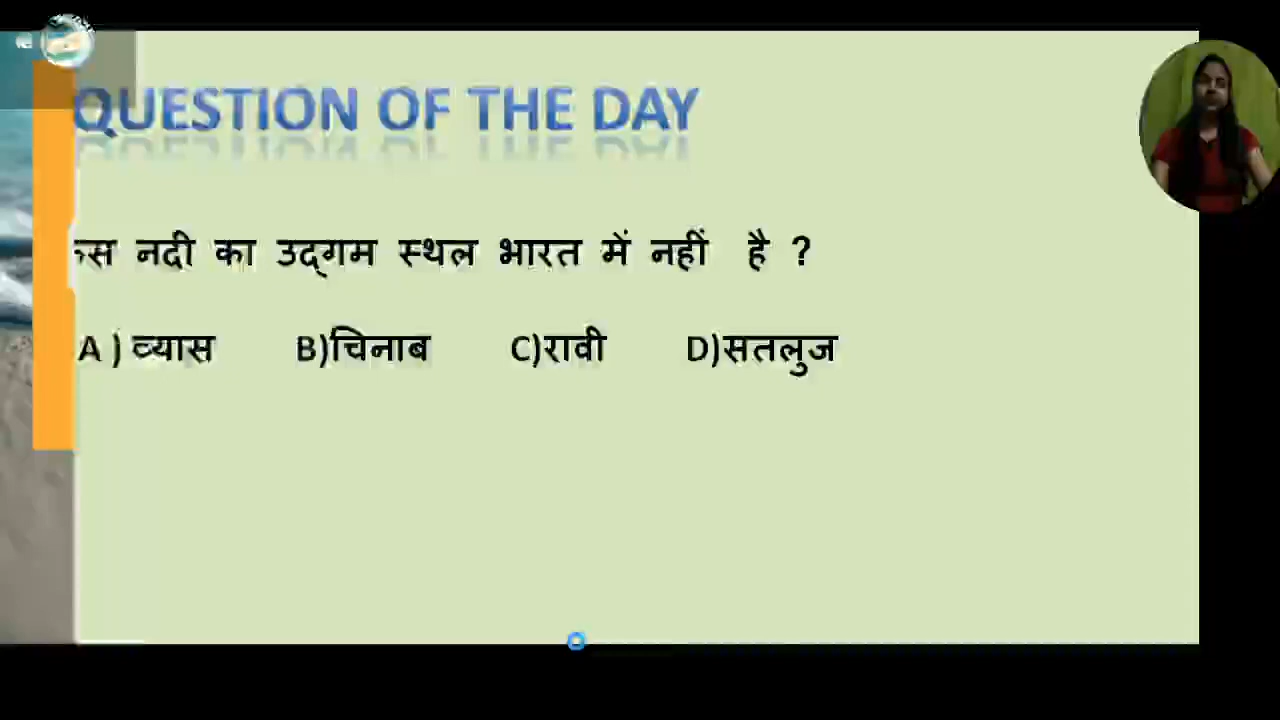 QUESTION OF THE DAY
नदी का उद्गम स्थल भारत में नहीं है ?
A ) व्यास B)चिनाब C)रावी D)सतलुज